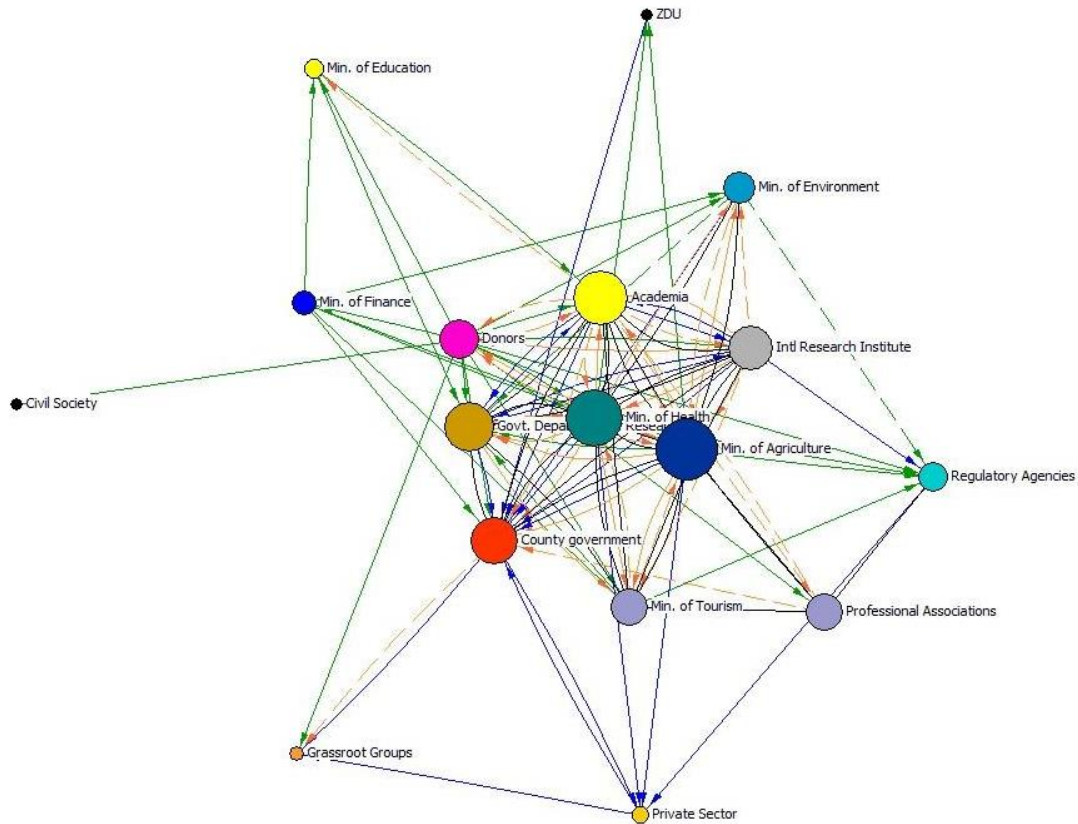 ZDU
Min. of Education
Min. of Environment
Academia
Min. of Finance
Donors
Intl Research Institute
Civil Society
Min. of Health
Govt. Depa
Resea
Min. of Agriculture
Regulatory Agencies
County government
Min. of Tourism
Professional Associations
Grassroot Groups
Private Sector